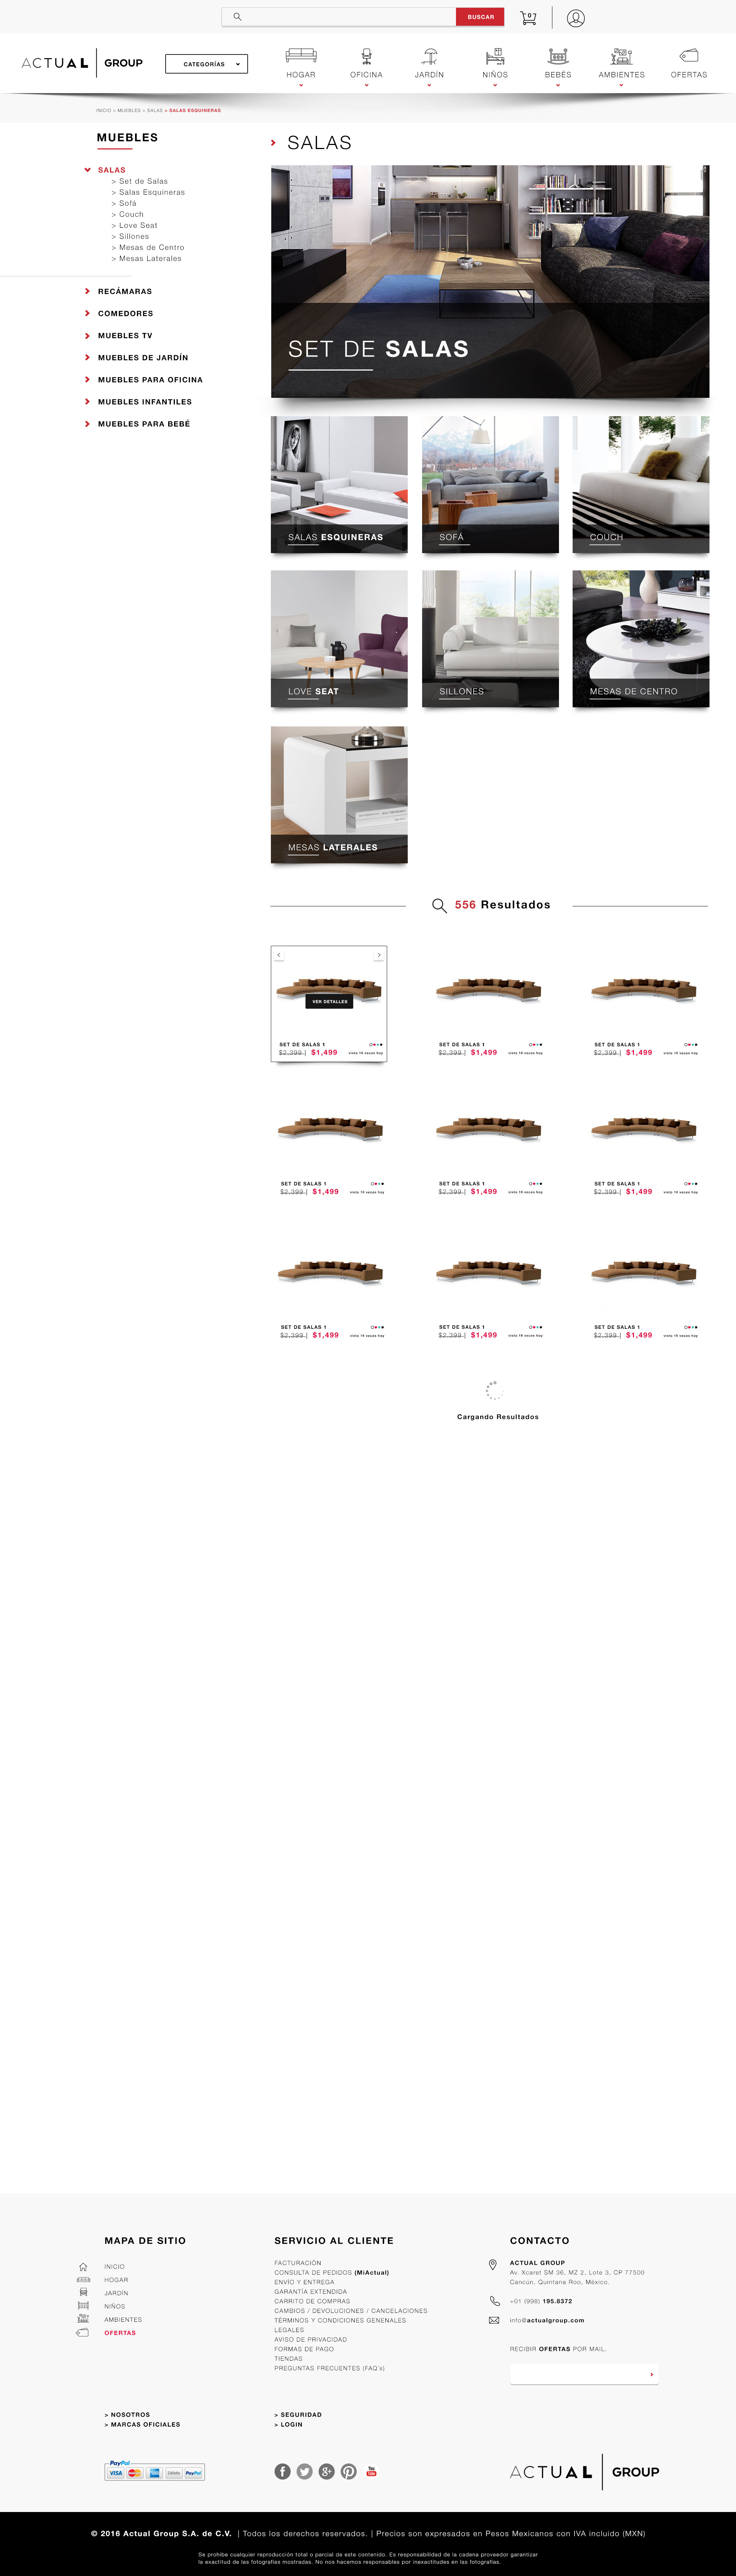 BUSCAR
0
ACTUAL GROUP
CATEGORÍAS
HOGAR
OFICINA
JARDÍN
NIÑOS
BEBÉS
AMBIENTES
OFERTAS
INICIO > MUEBLES > SALAS > SALAS ESQUINERAS
MUEBLES
SALAS
> Set de Salas
> Salas Esquineras
> Sofá
> Couch
> Love Seat
> Sillones
> Mesas de Centro
> Mesas Laterales
RECÁMARAS
COMEDORES
MUEBLES TV
MUEBLES DE JARDÍN
MUEBLES PARA OFICINA
MUEBLES INFANTILES
MUEBLES PARA BEBÉ
SALAS
SET DE SALAS
SALAS ESQUINERAS
SOFÁ
COUCH
LOVE SEAT
SILLONES
MESAS DE CENTRO
MESAS LATERALES
556 Resultados
VER DETALLES
SET DE SALAS 1
$2,399 | $1,499 visto 16 veces hoy
SET DE SALAS 1
$2,399 | $1,499 visto 16 veces hoy
SET DE SALAS 1
$2,399 | $1,499 visto 16 veces hoy
SET DE SALAS 1
$2,399 | $1,499 visto 16 veces hoy
SET DE SALAS 1
$2,399 | $1,499 visto 16 veces hoy
SET DE SALAS 1
$2,399 | $1,499 visto 16 veces hoy
SET DE SALAS 1
$2,399 | $1,499 visto 16 veces hoy
SET DE SALAS 1
$2,399 | $1,499 visto 16 veces hoy
SET DE SALAS 1
$2,399 | $1,499 visto 16 veces hoy
Cargando Resultados
MAPA DE SITIO
INICIO
HOGAR
JARDÍN
NIÑOS
AMBIENTES
OFERTAS
> NOSOTROS
> MARCAS OFICIALES
SERVICIO AL CLIENTE
FACTURACIÓN
CONSULTA DE PEDIDOS (MiActual)
ENVÍO Y ENTREGA
GARANTÍA EXTENDIDA
CARRITO DE COMPRAS
CAMBIOS / DEVOLUCIONES / CANCELACIONES
TÉRMINOS Y CONDICIONES GENENALES
LEGALES
AVISO DE PRIVACIDAD
FORMAS DE PAGO
TIENDAS
PREGUNTAS FRECUENTES (FAQ's)
> SEGURIDAD
> LOGIN
CONTACTO
ACTUAL GROUP
Av. Xcaret SM 36, MZ 2, Lote 3, CP 77500
Cancún, Quintana Roo, México.
+01 (998) 195.8372
info@actualgroup.com
RECIBIR OFERTAS POR MAIL.
PayPal
VISA MasterCard PayPal
You Tube
ACTUAL GROUP
© 2016 Actual Group S.A. de C.V. | Todos los derechos reservados. | Precios son expresados en Pesos Mexicanos con IVA incluido (MXN)
Se prohibe cualquier reproducción total o parcial de este contenido. Es responsabilidad de la cadena proveedor garantizar
la exactitud de las fotografías mostradas. No nos hacemos responsables por inexactitudes en las fotografías.